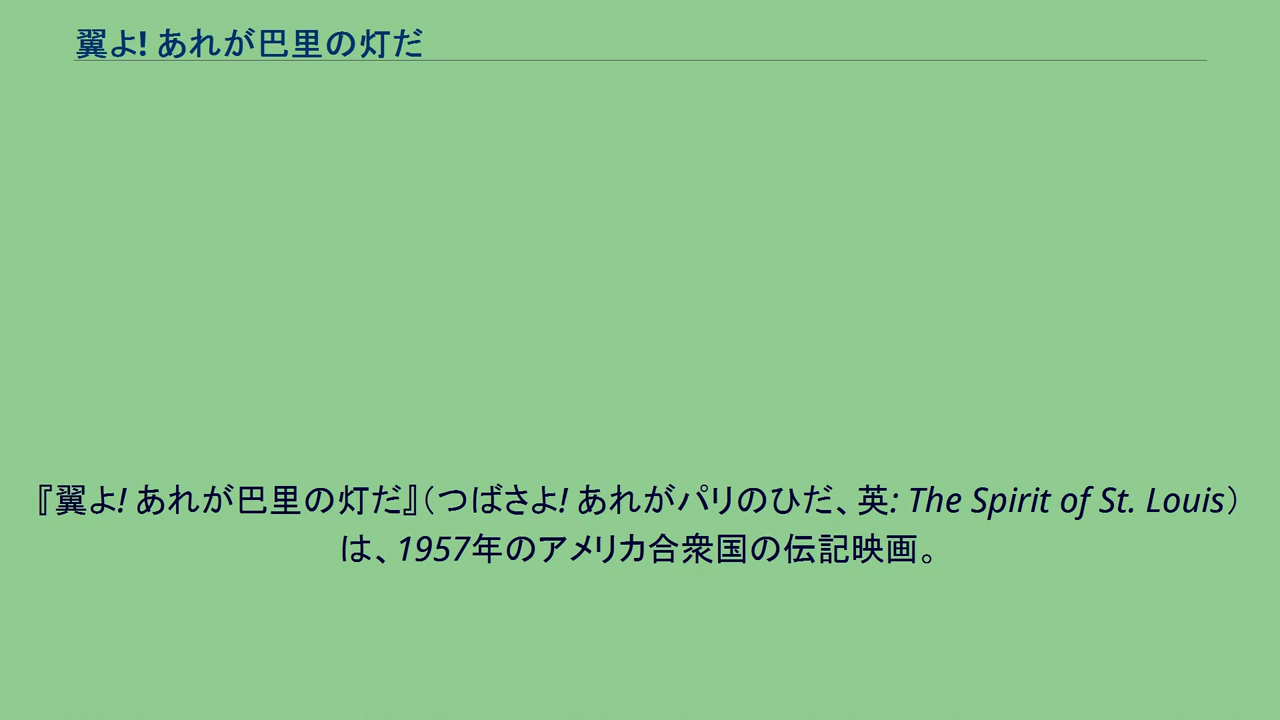 翼よ! あれが巴里の灯だ
『翼よ! あれが巴里の灯だ』（つばさよ! あれがパリのひだ、英: The Spirit of St. Louis）
は、1957年のアメリカ合衆国の伝記映画。